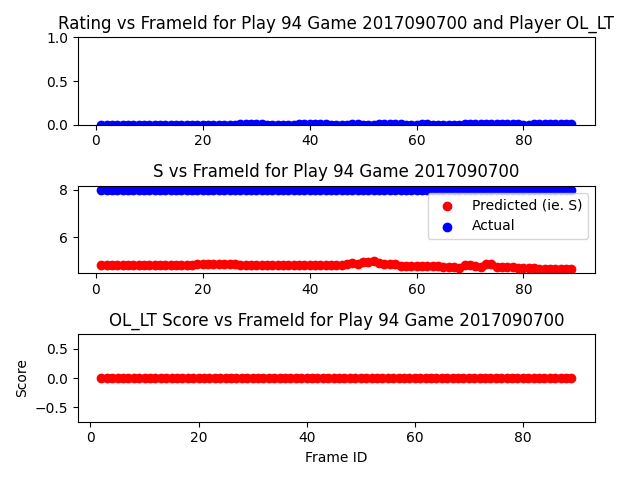 Rating vs FrameId for Play 94 Game 2017090700 and Player OL_LT
1.0
0.5
0.0
0 20 40 60 80
S vs FrameId for Play 94 Game 2017090700
8
6
Predicted (ie. S)
Actual
0 20 40 60 80
OL_LT Score vs FrameId for Play 94 Game 2017090700
Score
0.5
0.0
−0.5
0 20 40 60 80
Frame ID